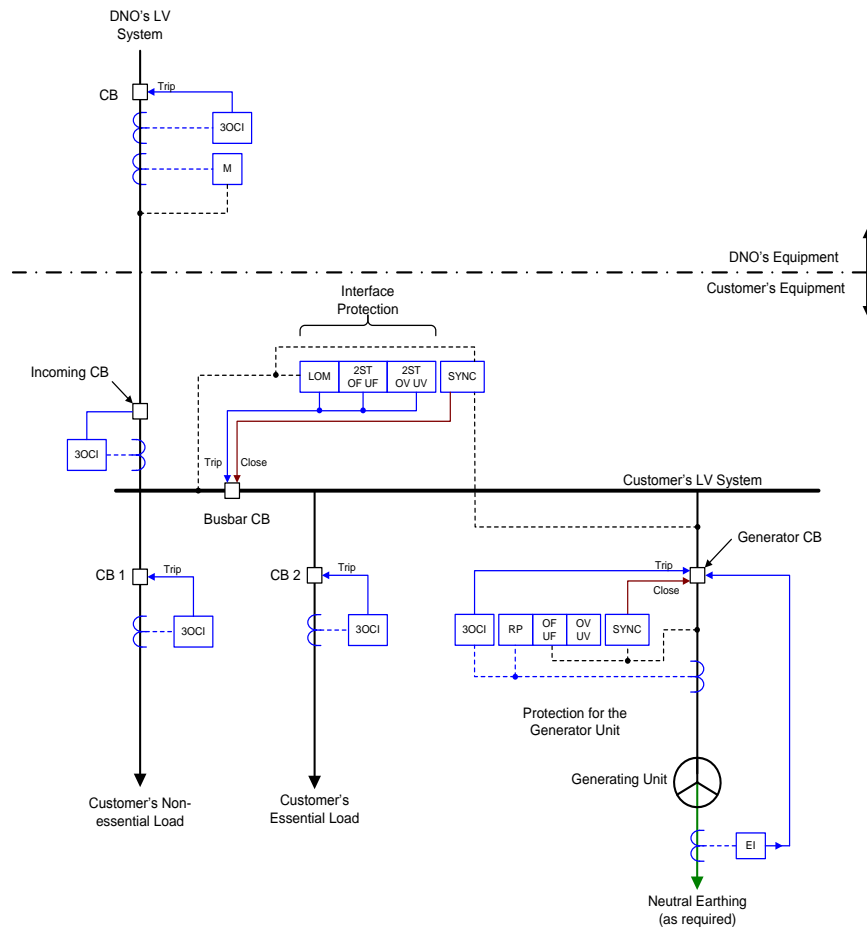 DNO's LV
System
CB
Trip
3OCI
M
DNO's Equipment
Customer's Equipment
Interface
Protection
Incoming CB
LOM
2ST
OF UF
2ST
OV UV
SYNC
3OCI
Trip
Close
Customer's LV System
Busbar CB
Generator CB
CB 1
Trip
3OCI
CB 2
Trip
3OCI
Trip
Close
3OCI
RP
OF
UF
OV
UV
SYNC
Protection for the
Generator Unit
Generating Unit
Customer's Non-
essential Load
Customer's
Essential Load
EI
Neutral Earthing
(as required)